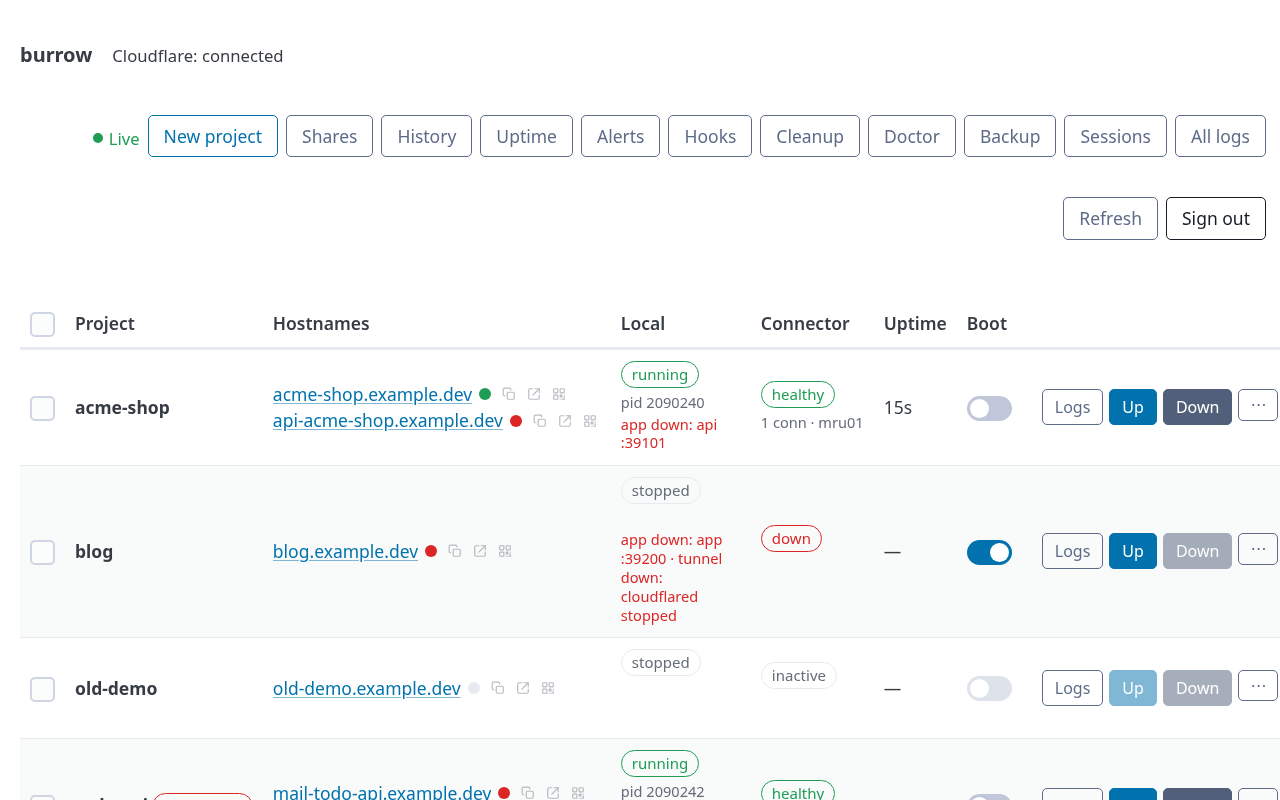 burrow Cloudflare: connected
Live New project Shares History Uptime Alerts Hooks Cleanup Doctor Backup Sessions All logs
Refresh Sign out
Project Hostnames Local Connector Uptime Boot
acme-shop
acme-shop.example.dev
api-acme-shop.example.dev
running
pid 2090240
app down: api
:39101
healthy
1 conn · mru01
15s
Logs Up Down ...
blog
blog.example.dev
stopped
app down: app
:39200 · tunnel
down:
cloudflared
stopped
down
—
Logs Up Down ...
old-demo
old-demo.example.dev
stopped
inactive
—
Logs Up Down ...
mail-todo-api.example.dev
running
pid 2090242
healthy